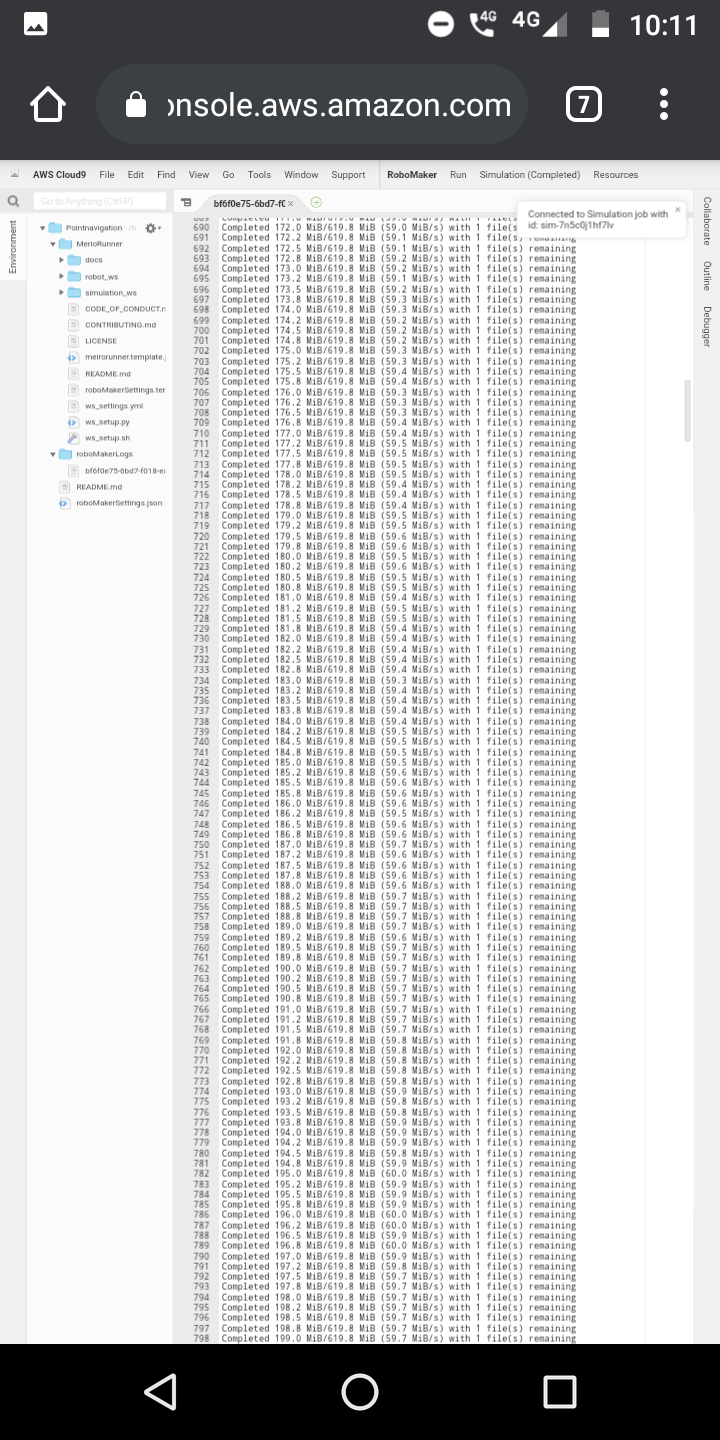 10:11
4G
4G
onsole.aws.amazon.com
7
AWS Cloud9 File Edit Find View Go Tools Window Support RoboMaker Run Simulation (Completed) Resources
Go to Anything (Ctrl-P)
bf6f0e75-6bd7-f
Connected to Simulation job with
id: sim-7n5c0j1hf7lv
Collaborate
Outline
Debugger
Environment
Pointnavigation
MerioRunner
docs
robot_ws
simulation_ws
CODE_OF_CONDUCT.
CONTRIBUTING.md
LICENSE
meirorunner.template.
README.md
roboMakerSettings.ter
ws_settings.yml
ws_setup.py
ws_setup.sh
roboMakerLogs
bf6f0e75-6bd7-f018-e
README.md
roboMakerSettings.json
690 Completed 172.0 MiB/619.8 MiB (59.0 MiB/s) with 1 file(s)
691 Completed 172.2 MiB/619.8 MiB (59.1 MiB/s) with 1 file(s) remaining
692 Completed 172.5 MiB/619.8 MiB (59.1 MiB/s) with 1 file(s) remaining
693 Completed 172.8 MiB/619.8 MiB (59.2 MiB/s) with 1 file(s) remaining
694 Completed 173.0 MiB/619.8 MiB (59.2 MiB/s) with 1 file(s) remaining
695 Completed 173.2 MiB/619.8 MiB (59.1 MiB/s) with 1 file(s) remaining
696 Completed 173.5 MiB/619.8 MiB (59.2 MiB/s) with 1 file(s) remaining
697 Completed 173.8 MiB/619.8 MiB (59.3 MiB/s) with 1 file(s) remaining
698 Completed 174.0 MiB/619.8 MiB (59.3 MiB/s) with 1 file(s) remaining
699 Completed 174.2 MiB/619.8 MiB (59.2 MiB/s) with 1 file(s) remaining
700 Completed 174.5 MiB/619.8 MiB (59.2 MiB/s) with 1 file(s) remaining
701 Completed 174.8 MiB/619.8 MiB (59.2 MiB/s) with 1 file(s) remaining
702 Completed 175.0 MiB/619.8 MiB (59.3 MiB/s) with 1 file(s) remaining
703 Completed 175.2 MiB/619.8 MiB (59.3 MiB/s) with 1 file(s) remaining
704 Completed 175.5 MiB/619.8 MiB (59.4 MiB/s) with 1 file(s) remaining
705 Completed 175.8 MiB/619.8 MiB (59.4 MiB/s) with 1 file(s) remaining
706 Completed 176.0 MiB/619.8 MiB (59.3 MiB/s) with 1 file(s) remaining
707 Completed 176.2 MiB/619.8 MiB (59.3 MiB/s) with 1 file(s) remaining
708 Completed 176.5 MiB/619.8 MiB (59.3 MiB/s) with 1 file(s) remaining
709 Completed 176.8 MiB/619.8 MiB (59.4 MiB/s) with 1 file(s) remaining
710 Completed 177.0 MiB/619.8 MiB (59.4 MiB/s) with 1 file(s) remaining
711 Completed 177.2 MiB/619.8 MiB (59.5 MiB/s) with 1 file(s) remaining
712 Completed 177.5 MiB/619.8 MiB (59.5 MiB/s) with 1 file(s) remaining
713 Completed 177.8 MiB/619.8 MiB (59.5 MiB/s) with 1 file(s) remaining
714 Completed 178.0 MiB/619.8 MiB (59.5 MiB/s) with 1 file(s) remaining
715 Completed 178.2 MiB/619.8 MiB (59.4 MiB/s) with 1 file(s) remaining
716 Completed 178.5 MiB/619.8 MiB (59.4 MiB/s) with 1 file(s) remaining
717 Completed 178.8 MiB/619.8 MiB (59.4 MiB/s) with 1 file(s) remaining
718 Completed 179.0 MiB/619.8 MiB (59.5 MiB/s) with 1 file(s) remaining
719 Completed 179.2 MiB/619.8 MiB (59.5 MiB/s) with 1 file(s) remaining
720 Completed 179.5 MiB/619.8 MiB (59.6 MiB/s) with 1 file(s) remaining
721 Completed 179.8 MiB/619.8 MiB (59.6 MiB/s) with 1 file(s) remaining
722 Completed 180.0 MiB/619.8 MiB (59.5 MiB/s) with 1 file(s) remaining
723 Completed 180.2 MiB/619.8 MiB (59.6 MiB/s) with 1 file(s) remaining
724 Completed 180.5 MiB/619.8 MiB (59.5 MiB/s) with 1 file(s) remaining
725 Completed 180.8 MiB/619.8 MiB (59.5 MiB/s) with 1 file(s) remaining
726 Completed 181.0 MiB/619.8 MiB (59.4 MiB/s) with 1 file(s) remaining
727 Completed 181.2 MiB/619.8 MiB (59.5 MiB/s) with 1 file(s) remaining
728 Completed 181.5 MiB/619.8 MiB (59.5 MiB/s) with 1 file(s) remaining
729 Completed 181.8 MiB/619.8 MiB (59.4 MiB/s) with 1 file(s) remaining
730 Completed 182.0 MiB/619.8 MiB (59.4 MiB/s) with 1 file(s) remaining
731 Completed 182.2 MiB/619.8 MiB (59.4 MiB/s) with 1 file(s) remaining
732 Completed 182.5 MiB/619.8 MiB (59.4 MiB/s) with 1 file(s) remaining
733 Completed 182.8 MiB/619.8 MiB (59.4 MiB/s) with 1 file(s) remaining
734 Completed 183.0 MiB/619.8 MiB (59.3 MiB/s) with 1 file(s) remaining
735 Completed 183.2 MiB/619.8 MiB (59.4 MiB/s) with 1 file(s) remaining
736 Completed 183.5 MiB/619.8 MiB (59.4 MiB/s) with 1 file(s) remaining
737 Completed 183.8 MiB/619.8 MiB (59.4 MiB/s) with 1 file(s) remaining
738 Completed 184.0 MiB/619.8 MiB (59.4 MiB/s) with 1 file(s) remaining
739 Completed 184.2 MiB/619.8 MiB (59.5 MiB/s) with 1 file(s) remaining
740 Completed 184.5 MiB/619.8 MiB (59.5 MiB/s) with 1 file(s) remaining
741 Completed 184.8 MiB/619.8 MiB (59.5 MiB/s) with 1 file(s) remaining
742 Completed 185.0 MiB/619.8 MiB (59.5 MiB/s) with 1 file(s) remaining
743 Completed 185.2 MiB/619.8 MiB (59.6 MiB/s) with 1 file(s) remaining
744 Completed 185.5 MiB/619.8 MiB (59.6 MiB/s) with 1 file(s) remaining
745 Completed 185.8 MiB/619.8 MiB (59.6 MiB/s) with 1 file(s) remaining
746 Completed 186.0 MiB/619.8 MiB (59.6 MiB/s) with 1 file(s) remaining
747 Completed 186.2 MiB/619.8 MiB (59.5 MiB/s) with 1 file(s) remaining
748 Completed 186.5 MiB/619.8 MiB (59.6 MiB/s) with 1 file(s) remaining
749 Completed 186.8 MiB/619.8 MiB (59.6 MiB/s) with 1 file(s) remaining
750 Completed 187.0 MiB/619.8 MiB (59.7 MiB/s) with 1 file(s) remaining
751 Completed 187.2 MiB/619.8 MiB (59.6 MiB/s) with 1 file(s) remaining
752 Completed 187.5 MiB/619.8 MiB (59.6 MiB/s) with 1 file(s) remaining
753 Completed 187.8 MiB/619.8 MiB (59.6 MiB/s) with 1 file(s) remaining
754 Completed 188.0 MiB/619.8 MiB (59.6 MiB/s) with 1 file(s) remaining
755 Completed 188.2 MiB/619.8 MiB (59.7 MiB/s) with 1 file(s) remaining
756 Completed 188.5 MiB/619.8 MiB (59.7 MiB/s) with 1 file(s) remaining
757 Completed 188.8 MiB/619.8 MiB (59.7 MiB/s) with 1 file(s) remaining
758 Completed 189.0 MiB/619.8 MiB (59.7 MiB/s) with 1 file(s) remaining
759 Completed 189.2 MiB/619.8 MiB (59.6 MiB/s) with 1 file(s) remaining
760 Completed 189.5 MiB/619.8 MiB (59.7 MiB/s) with 1 file(s) remaining
761 Completed 189.8 MiB/619.8 MiB (59.7 MiB/s) with 1 file(s) remaining
762 Completed 190.0 MiB/619.8 MiB (59.7 MiB/s) with 1 file(s) remaining
763 Completed 190.2 MiB/619.8 MiB (59.7 MiB/s) with 1 file(s) remaining
764 Completed 190.5 MiB/619.8 MiB (59.7 MiB/s) with 1 file(s) remaining
765 Completed 190.8 MiB/619.8 MiB (59.7 MiB/s) with 1 file(s) remaining
766 Completed 191.0 MiB/619.8 MiB (59.7 MiB/s) with 1 file(s) remaining
767 Completed 191.2 MiB/619.8 MiB (59.7 MiB/s) with 1 file(s) remaining
768 Completed 191.5 MiB/619.8 MiB (59.7 MiB/s) with 1 file(s) remaining
769 Completed 191.8 MiB/619.8 MiB (59.8 MiB/s) with 1 file(s) remaining
770 Completed 192.0 MiB/619.8 MiB (59.8 MiB/s) with 1 file(s) remaining
771 Completed 192.2 MiB/619.8 MiB (59.8 MiB/s) with 1 file(s) remaining
772 Completed 192.5 MiB/619.8 MiB (59.8 MiB/s) with 1 file(s) remaining
773 Completed 192.8 MiB/619.8 MiB (59.8 MiB/s) with 1 file(s) remaining
774 Completed 193.0 MiB/619.8 MiB (59.9 MiB/s) with 1 file(s) remaining
775 Completed 193.2 MiB/619.8 MiB (59.8 MiB/s) with 1 file(s) remaining
776 Completed 193.5 MiB/619.8 MiB (59.8 MiB/s) with 1 file(s) remaining
777 Completed 193.8 MiB/619.8 MiB (59.9 MiB/s) with 1 file(s) remaining
778 Completed 194.0 MiB/619.8 MiB (59.9 MiB/s) with 1 file(s) remaining
779 Completed 194.2 MiB/619.8 MiB (59.9 MiB/s) with 1 file(s) remaining
780 Completed 194.5 MiB/619.8 MiB (59.8 MiB/s) with 1 file(s) remaining
781 Completed 194.8 MiB/619.8 MiB (59.9 MiB/s) with 1 file(s) remaining
782 Completed 195.0 MiB/619.8 MiB (60.0 MiB/s) with 1 file(s) remaining
783 Completed 195.2 MiB/619.8 MiB (59.9 MiB/s) with 1 file(s) remaining
784 Completed 195.5 MiB/619.8 MiB (59.9 MiB/s) with 1 file(s) remaining
785 Completed 195.8 MiB/619.8 MiB (59.9 MiB/s) with 1 file(s) remaining
786 Completed 196.0 MiB/619.8 MiB (60.0 MiB/s) with 1 file(s) remaining
787 Completed 196.2 MiB/619.8 MiB (60.0 MiB/s) with 1 file(s) remaining
788 Completed 196.5 MiB/619.8 MiB (59.9 MiB/s) with 1 file(s) remaining
789 Completed 196.8 MiB/619.8 MiB (60.0 MiB/s) with 1 file(s) remaining
790 Completed 197.0 MiB/619.8 MiB (59.9 MiB/s) with 1 file(s) remaining
791 Completed 197.2 MiB/619.8 MiB (59.8 MiB/s) with 1 file(s) remaining
792 Completed 197.5 MiB/619.8 MiB (59.7 MiB/s) with 1 file(s) remaining
793 Completed 197.8 MiB/619.8 MiB (59.7 MiB/s) with 1 file(s) remaining
794 Completed 198.0 MiB/619.8 MiB (59.7 MiB/s) with 1 file(s) remaining
795 Completed 198.2 MiB/619.8 MiB (59.7 MiB/s) with 1 file(s) remaining
796 Completed 198.5 MiB/619.8 MiB (59.7 MiB/s) with 1 file(s) remaining
797 Completed 198.8 MiB/619.8 MiB (59.7 MiB/s) with 1 file(s) remaining
798 Completed 199.0 MiB/619.8 MiB (59.7 MiB/s) with 1 file(s) remaining